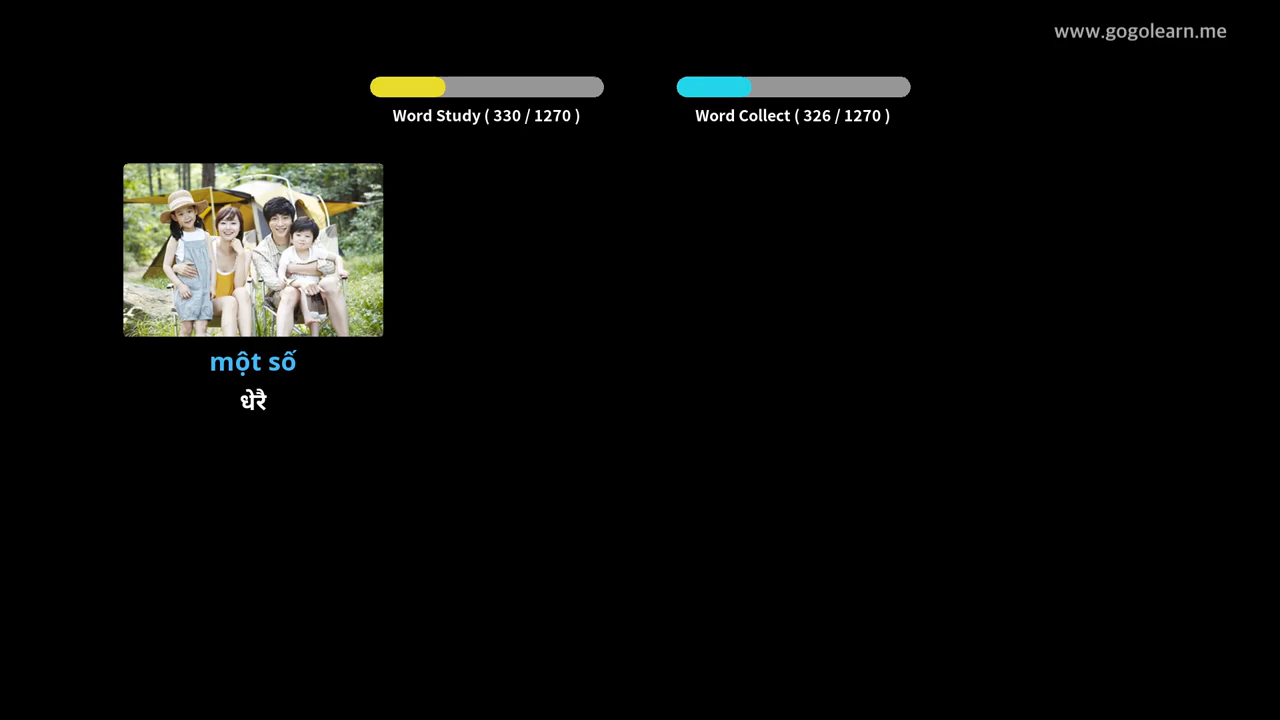 www.gogolearn.me
Word Study ( 330 / 1270 )
Word Collect ( 326 / 1270 )
một số
धेरै